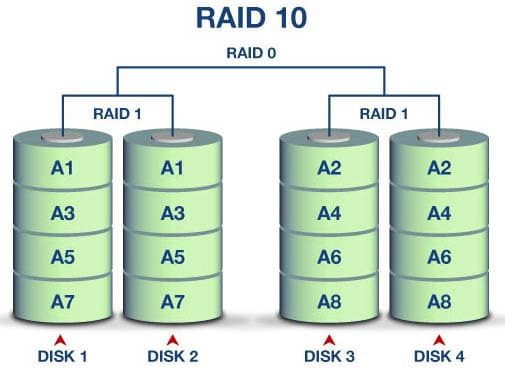 RAID 10
RAID 0
RAID 1 RAID 1
A1 A1 A2 A2
A3 A3 A4 A4
A5 A5 A6 A6
A7 A7 A8 A8
DISK 1 DISK 2 DISK 3 DISK 4